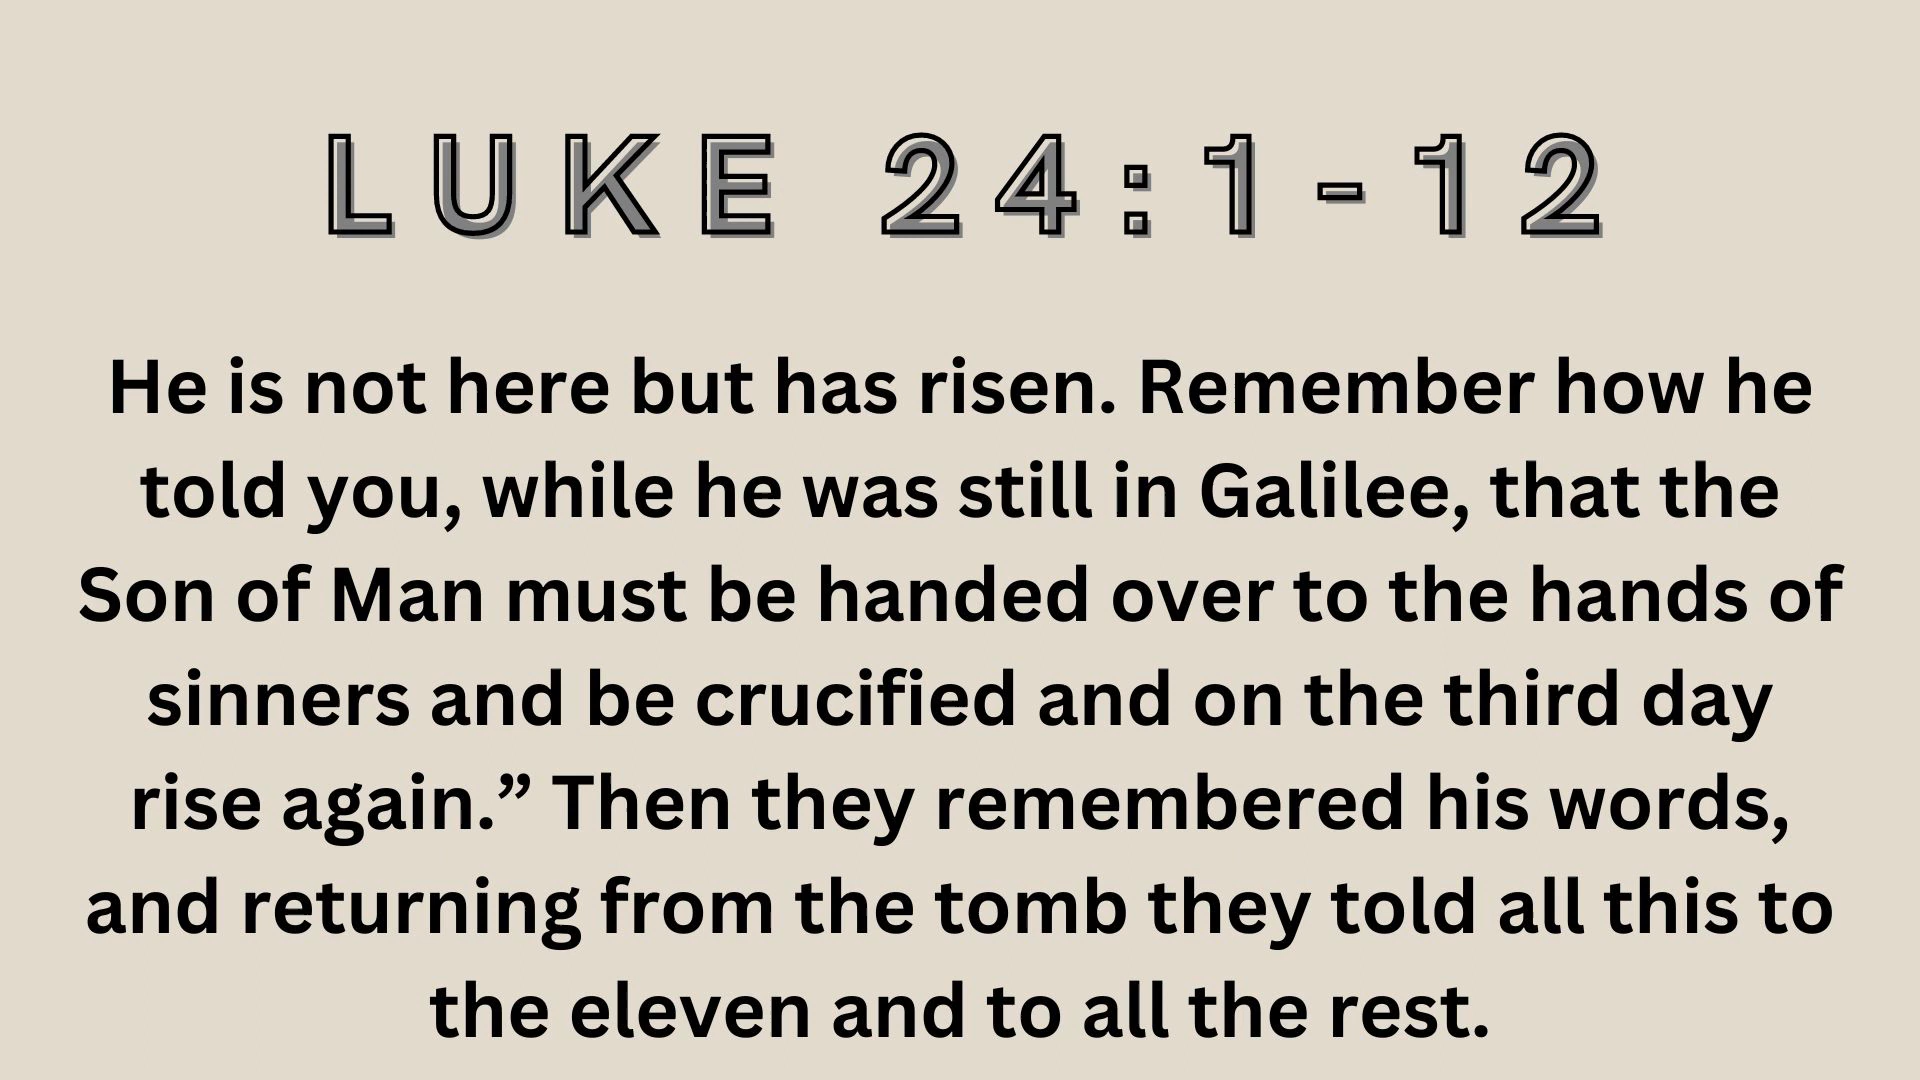 LUKE 24:1-12
He is not here but has risen. Remember how he
told you, while he was still in Galilee, that the
Son of Man must be handed over to the hands of
sinners and be crucified and on the third day
rise again.” Then they remembered his words,
and returning from the tomb they told all this to
the eleven and to all the rest.